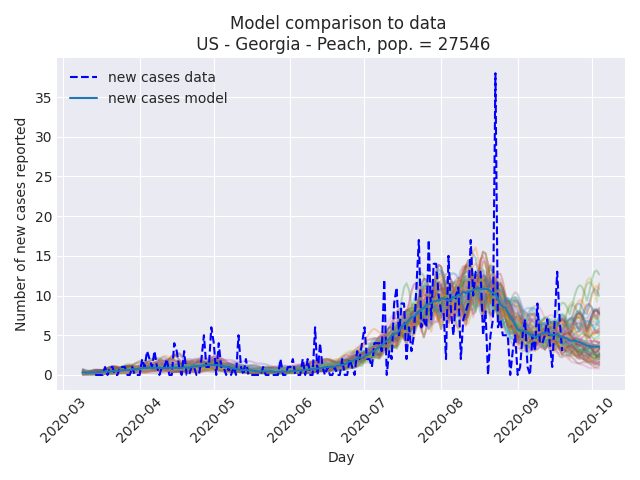 Model comparison to data
US - Georgia - Peach, pop. = 27546
new cases data
new cases model
Number of new cases reported
35
30
25
20
15
10
5
0
2020-03
2020-04
2020-05
2020-06
2020-07
2020-08
2020-09
2020-10
Day